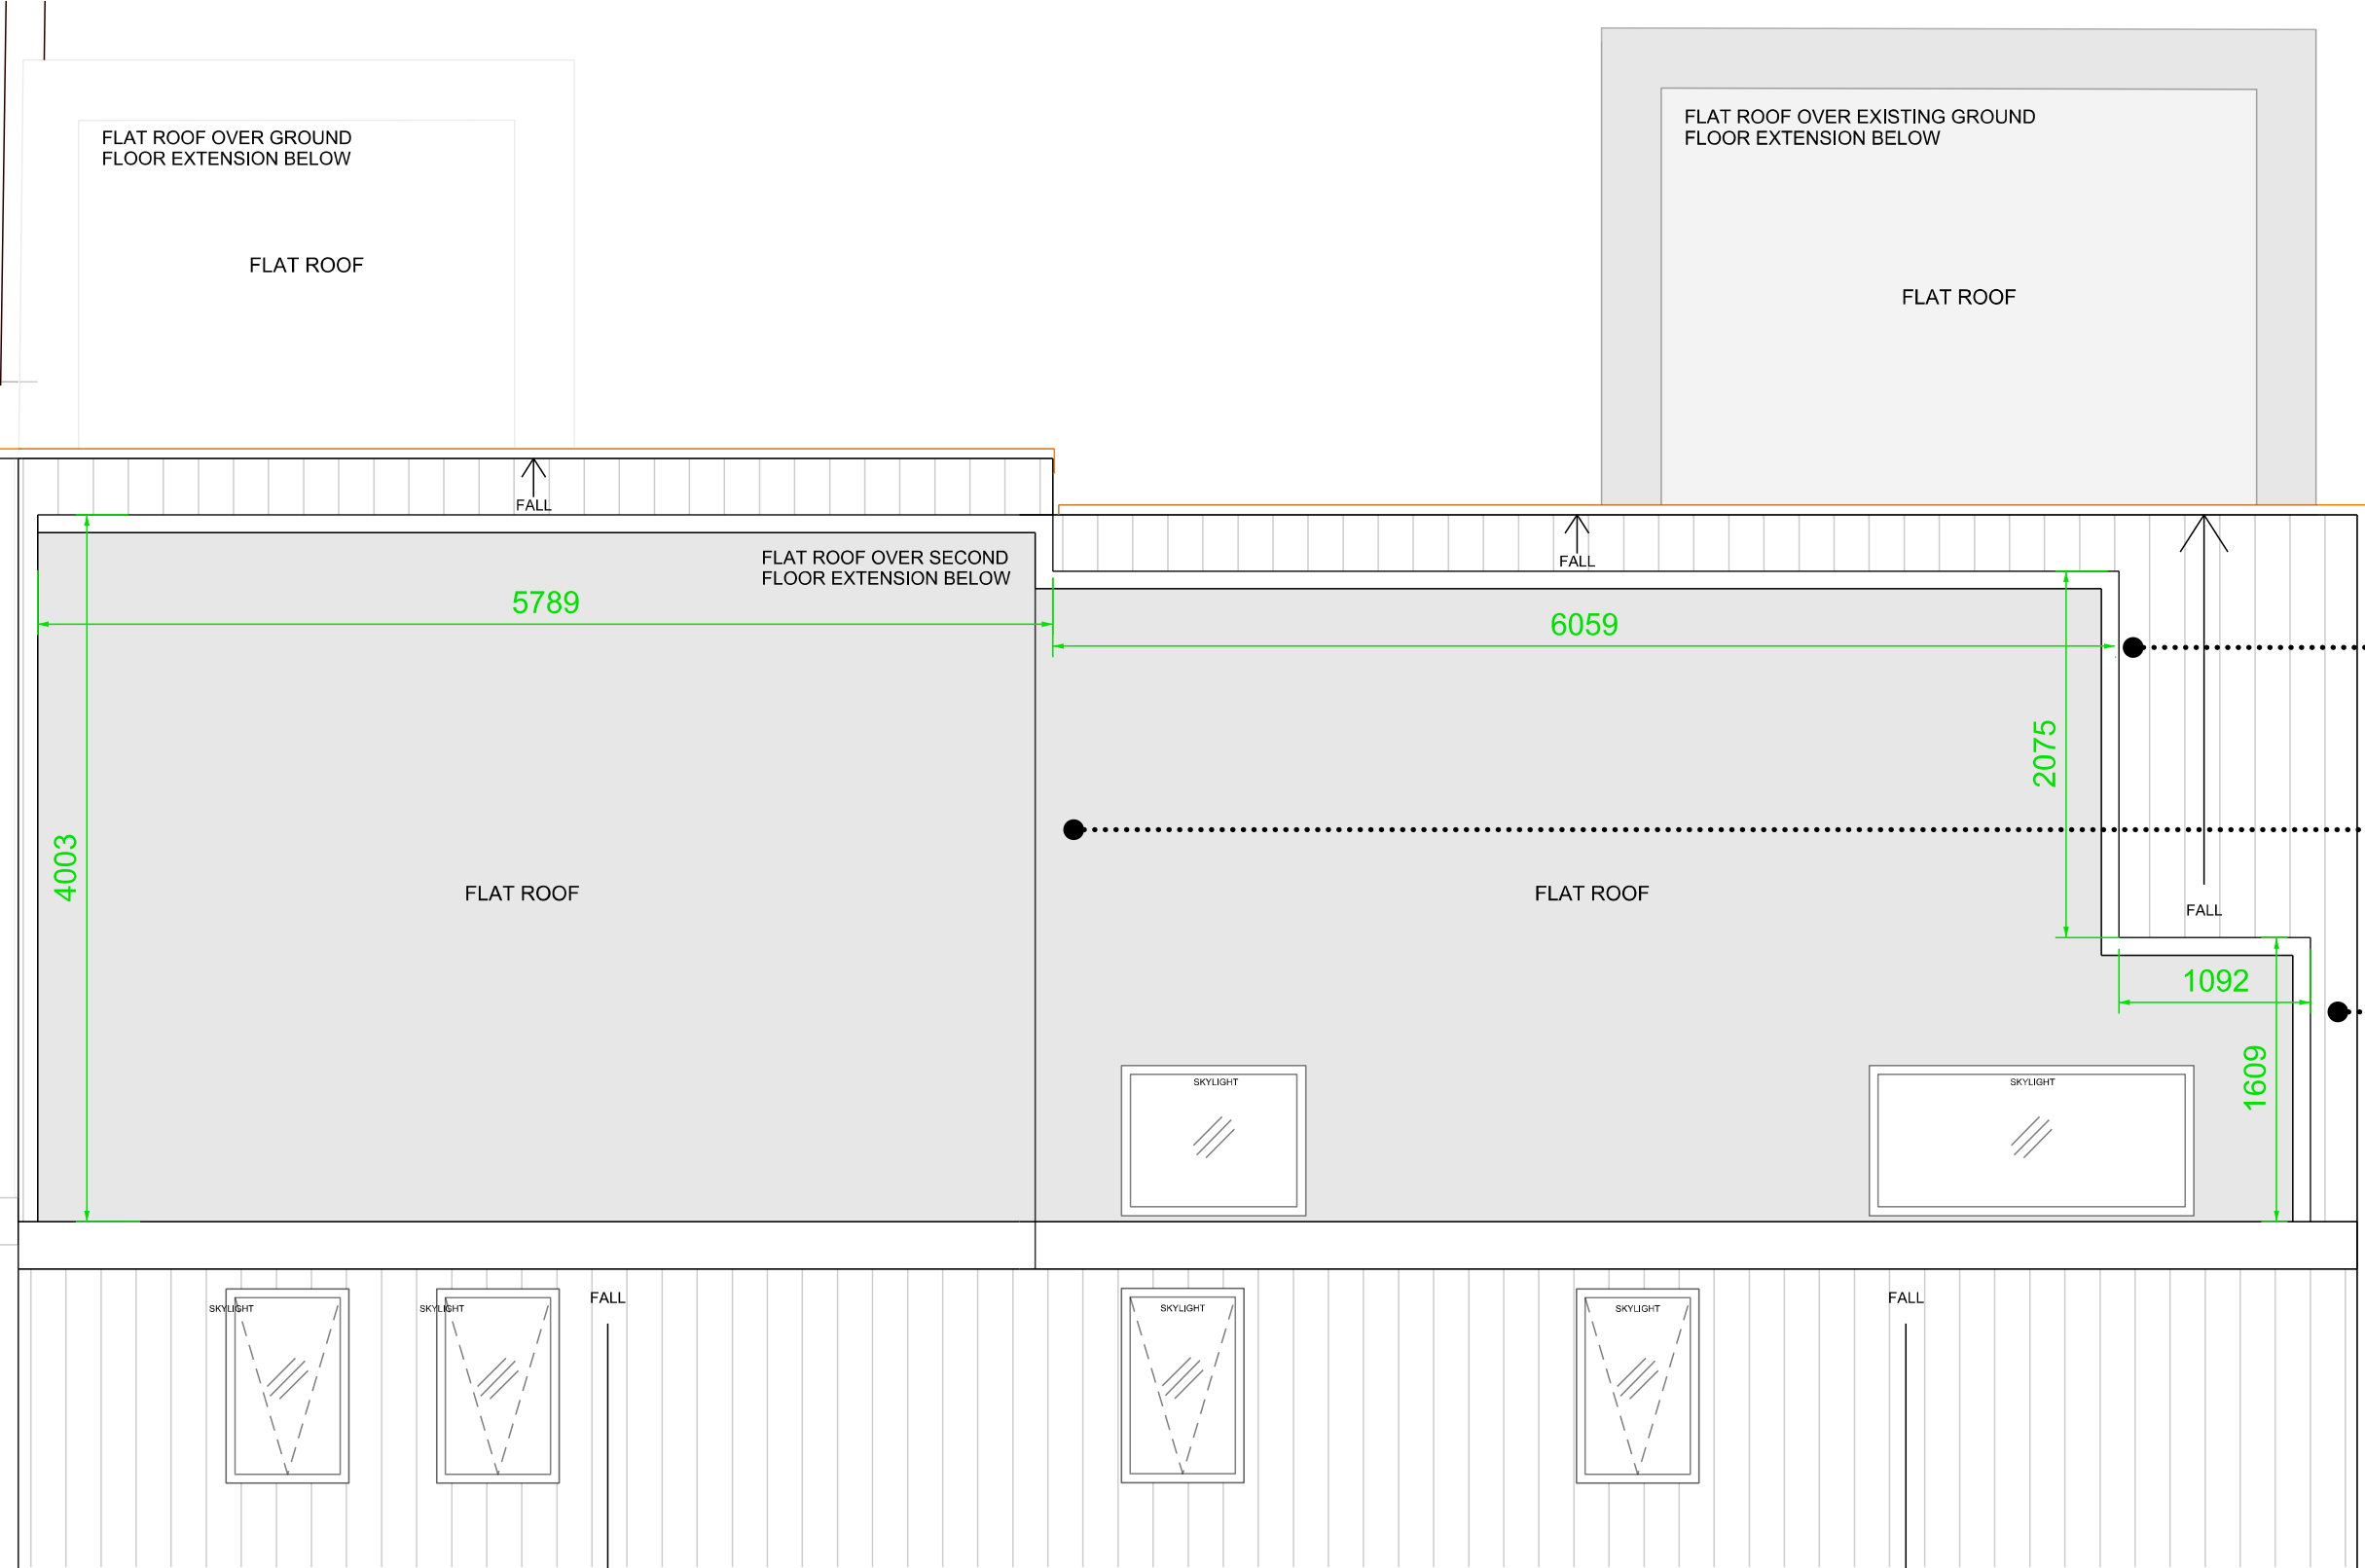 FLAT ROOF OVER EXISTING GROUND
FLOOR EXTENSION BELOW
FLAT ROOF OVER GROUND
FLOOR EXTENSION BELOW
FLAT ROOF
FLAT ROOF
FALL
FLAT ROOF OVER SECOND
FLOOR EXTENSION BELOW
FALL
5789
6059
2075
4003
FLAT ROOF
FLAT ROOF
FALL
1092
1609
SKYLIGHT
SKYLIGHT
SKYLIGHT
SKYLIGHT
FALL
SKYLIGHT
SKYLIGHT
FALL